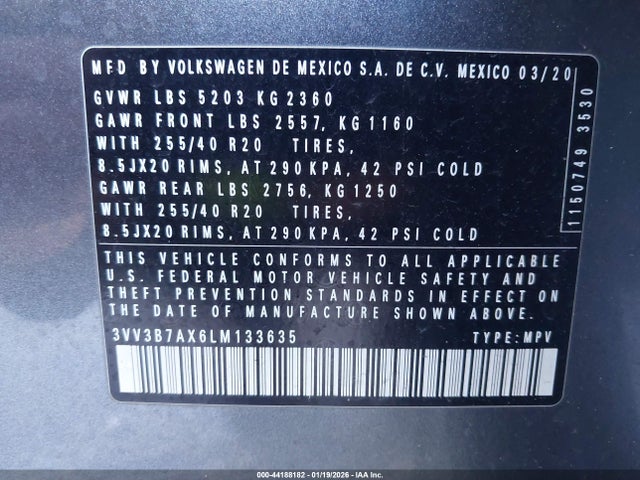 MFD BY VOLKSWAGEN DE MEXICO S.A. DE C.V. MEXICO 03/20
GVWR LBS 5203 KG 2360
GAWR FRONT LBS 2557, KG 1160
WITH 255/40 R20 TIRES,
8.5JX20 RIMS, AT 290 KPA, 42 PSI COLD
GAWR REAR LBS 2756, KG 1250
WITH 255/40 R20 TIRES,
8.5JX20 RIMS, AT 290 KPA, 42 PSI COLD
THIS VEHICLE CONFORMS TO ALL APPLICABLE
U.S. FEDERAL MOTOR VEHICLE SAFETY AND
THEFT PREVENTION STANDARDS IN EFFECT ON
THE DATE OF MANUFACTURE SHOWN ABOVE.
3VV3B7AX6LM133635 TYPE: MPV
1150749 3530
000-44188182 - 01/19/2026 - IAA Inc.